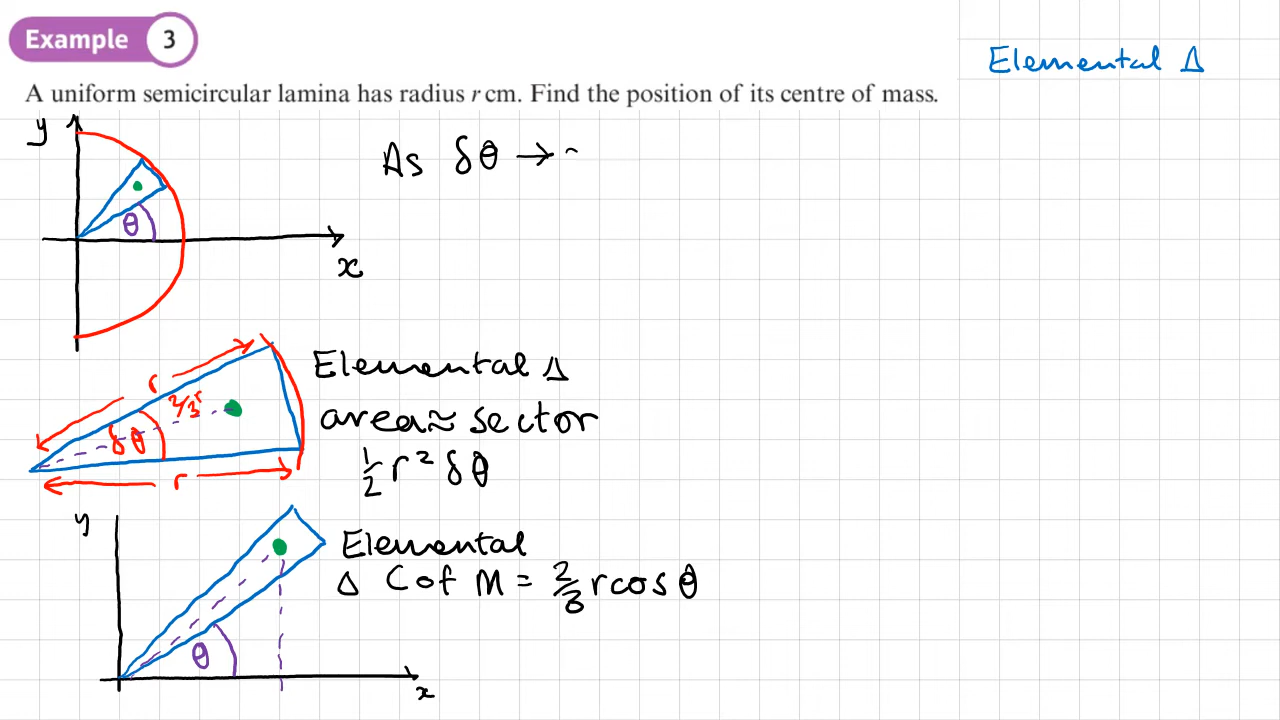 Example 3
Elemental Δ
A uniform semicircular lamina has radius r cm. Find the position of its centre of mass.
y
As δθ →
θ
x
Elemental Δ
r
2/3 r
area ≈ sector
δθ
1/2 r² δθ
r
y
Elemental
Δ C of M = 2/3 r cos θ
θ
x